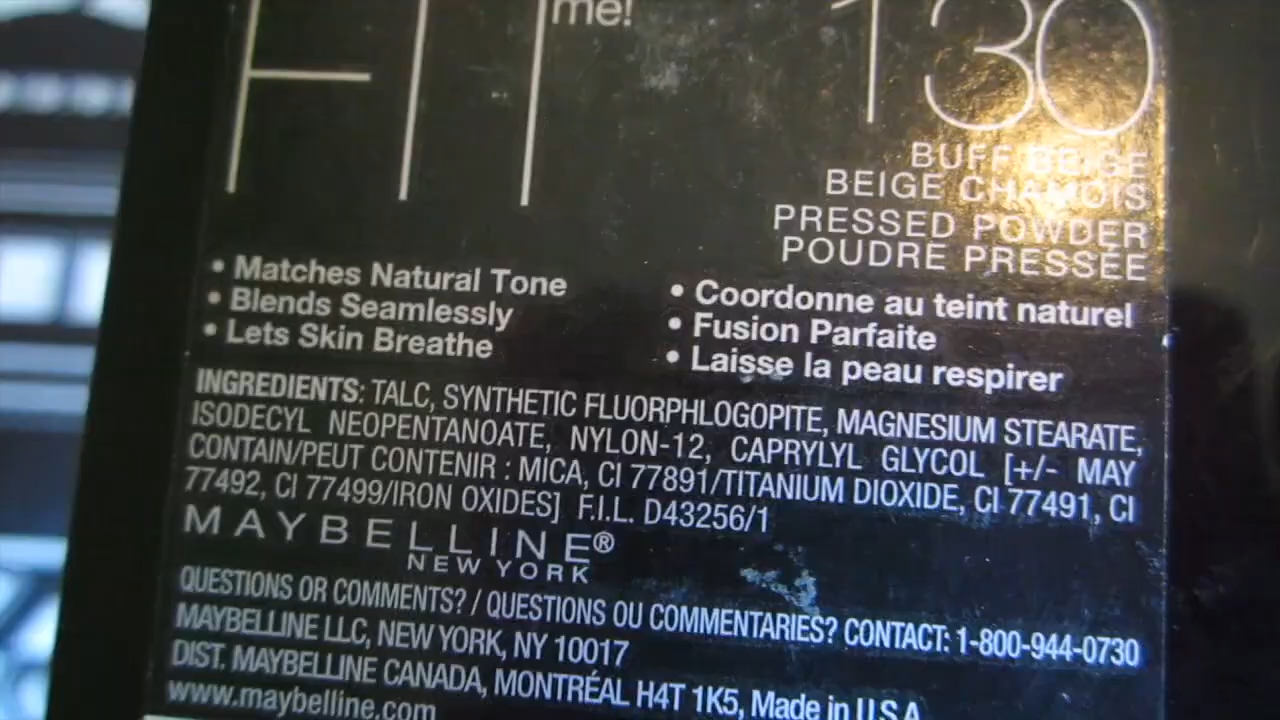 FIT me!
130
BUFF BEIGE
BEIGE CHAMOIS
PRESSED POWDER
POUDRE PRESSÉE
• Matches Natural Tone
• Blends Seamlessly
• Lets Skin Breathe
• Coordonne au teint naturel
• Fusion Parfaite
• Laisse la peau respirer
INGREDIENTS: TALC, SYNTHETIC FLUORPHLOGOPITE, MAGNESIUM STEARATE,
ISODECYL NEOPENTANOATE, NYLON-12, CAPRYLYL GLYCOL [+/- MAY
CONTAIN/PEUT CONTENIR : MICA, CI 77891/TITANIUM DIOXIDE, CI 77491, CI
77492, CI 77499/IRON OXIDES] F.I.L. D43256/1
MAYBELLINE®
NEW YORK
QUESTIONS OR COMMENTS? / QUESTIONS OU COMMENTARIES? CONTACT: 1-800-944-0730
MAYBELLINE LLC, NEW YORK, NY 10017
DIST. MAYBELLINE CANADA, MONTRÉAL H4T 1K5, Made in U.S.A
www.maybelline.com